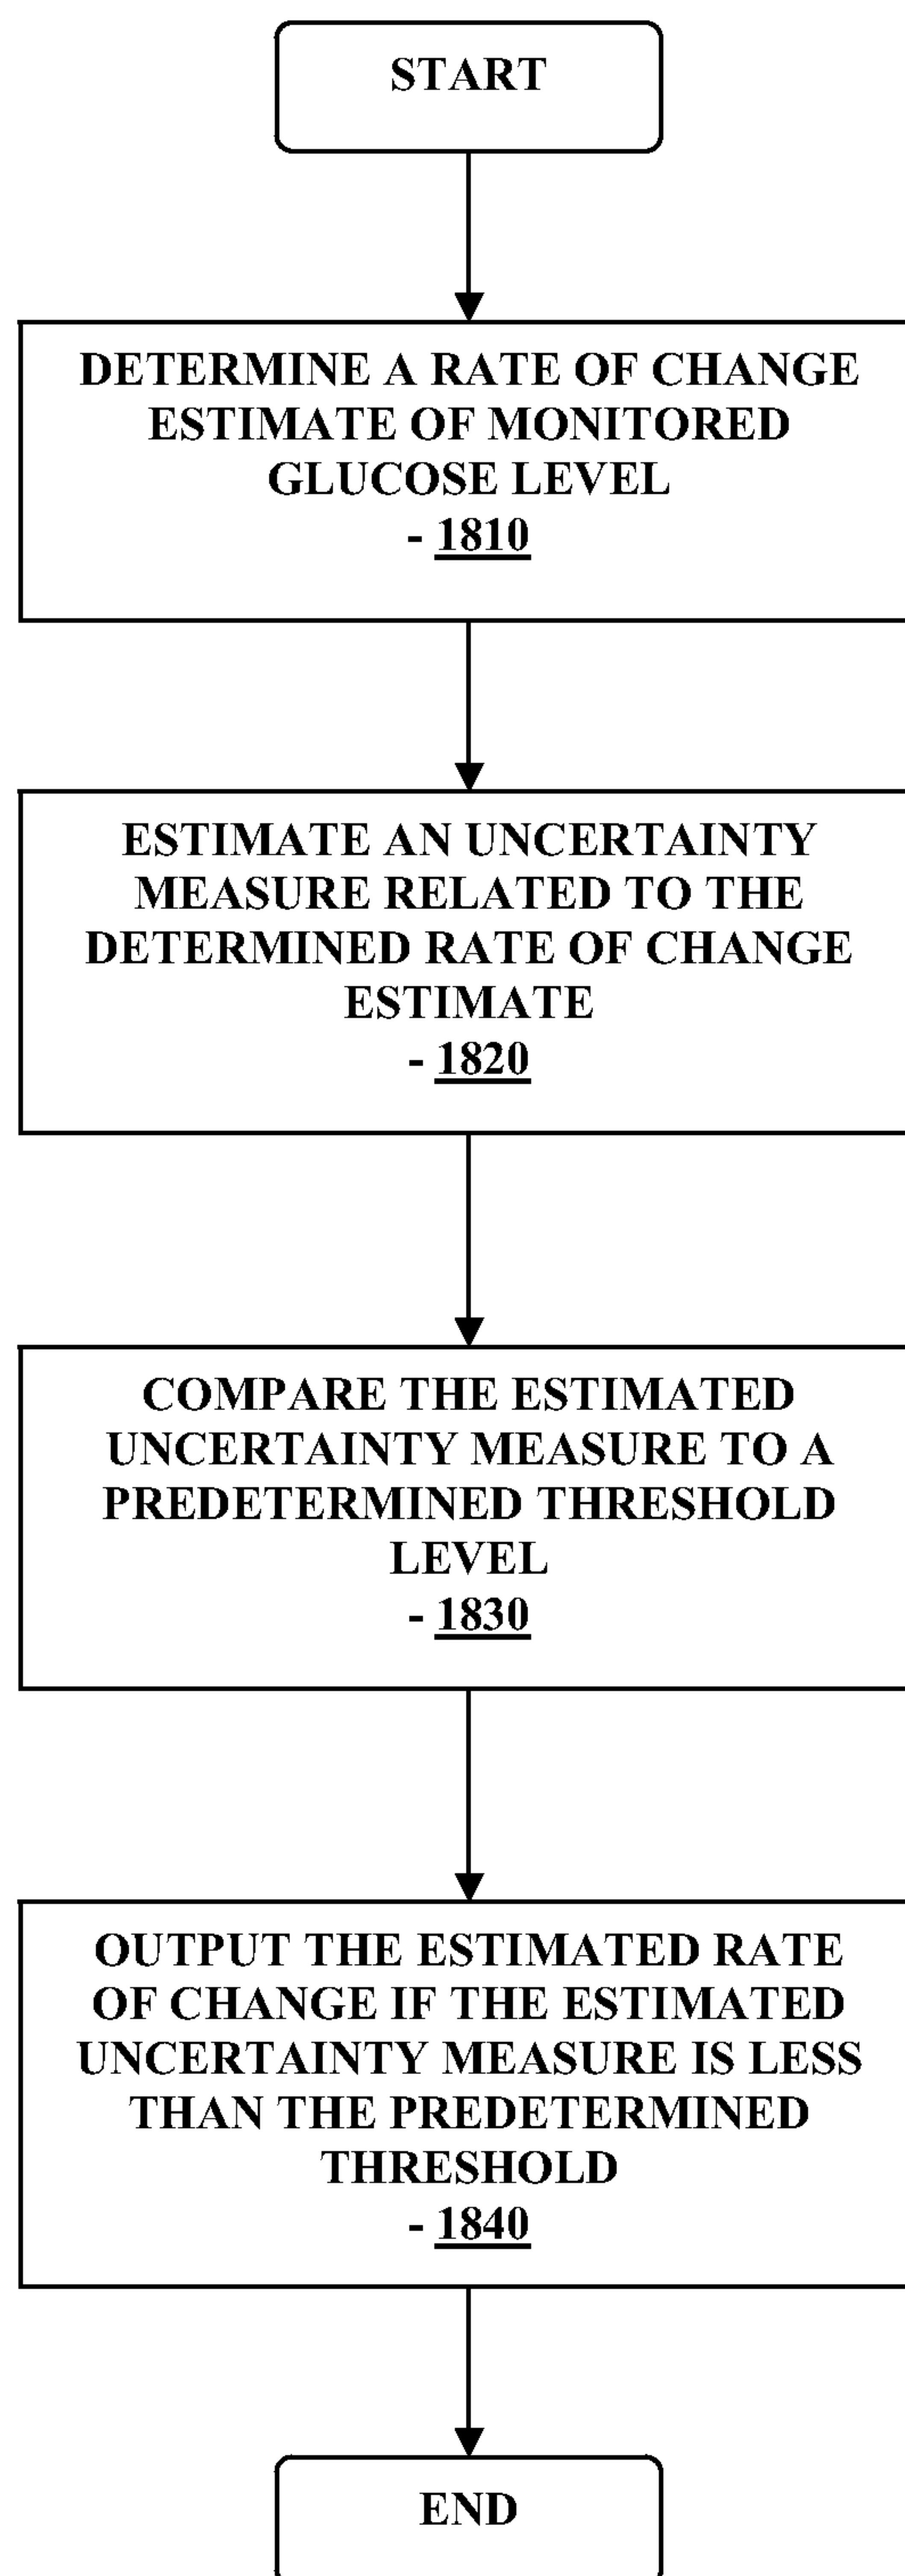 START
DETERMINE A RATE OF CHANGE
ESTIMATE OF MONITORED
GLUCOSE LEVEL
- 1810
ESTIMATE AN UNCERTAINTY
MEASURE RELATED TO THE
DETERMINED RATE OF CHANGE
ESTIMATE
- 1820
COMPARE THE ESTIMATED
UNCERTAINTY MEASURE TO A
PREDETERMINED THRESHOLD
LEVEL
- 1830
OUTPUT THE ESTIMATED RATE
OF CHANGE IF THE ESTIMATED
UNCERTAINTY MEASURE IS LESS
THAN THE PREDETERMINED
THRESHOLD
- 1840
END